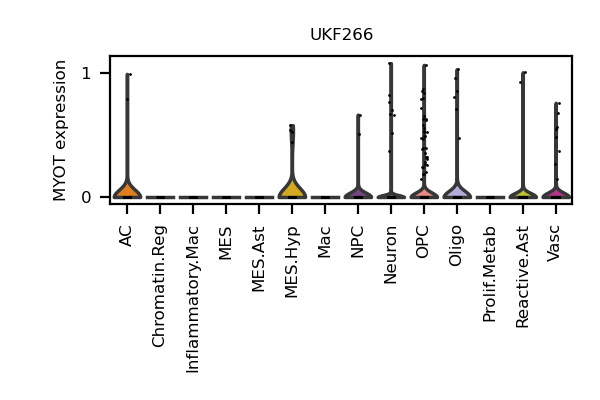 UKF266
MYOT expression
1
0
AC
Chromatin.Reg
Inflammatory.Mac
MES
MES.Ast
MES.Hyp
Mac
NPC
Neuron
OPC
Oligo
Prolif.Metab
Reactive.Ast
Vasc